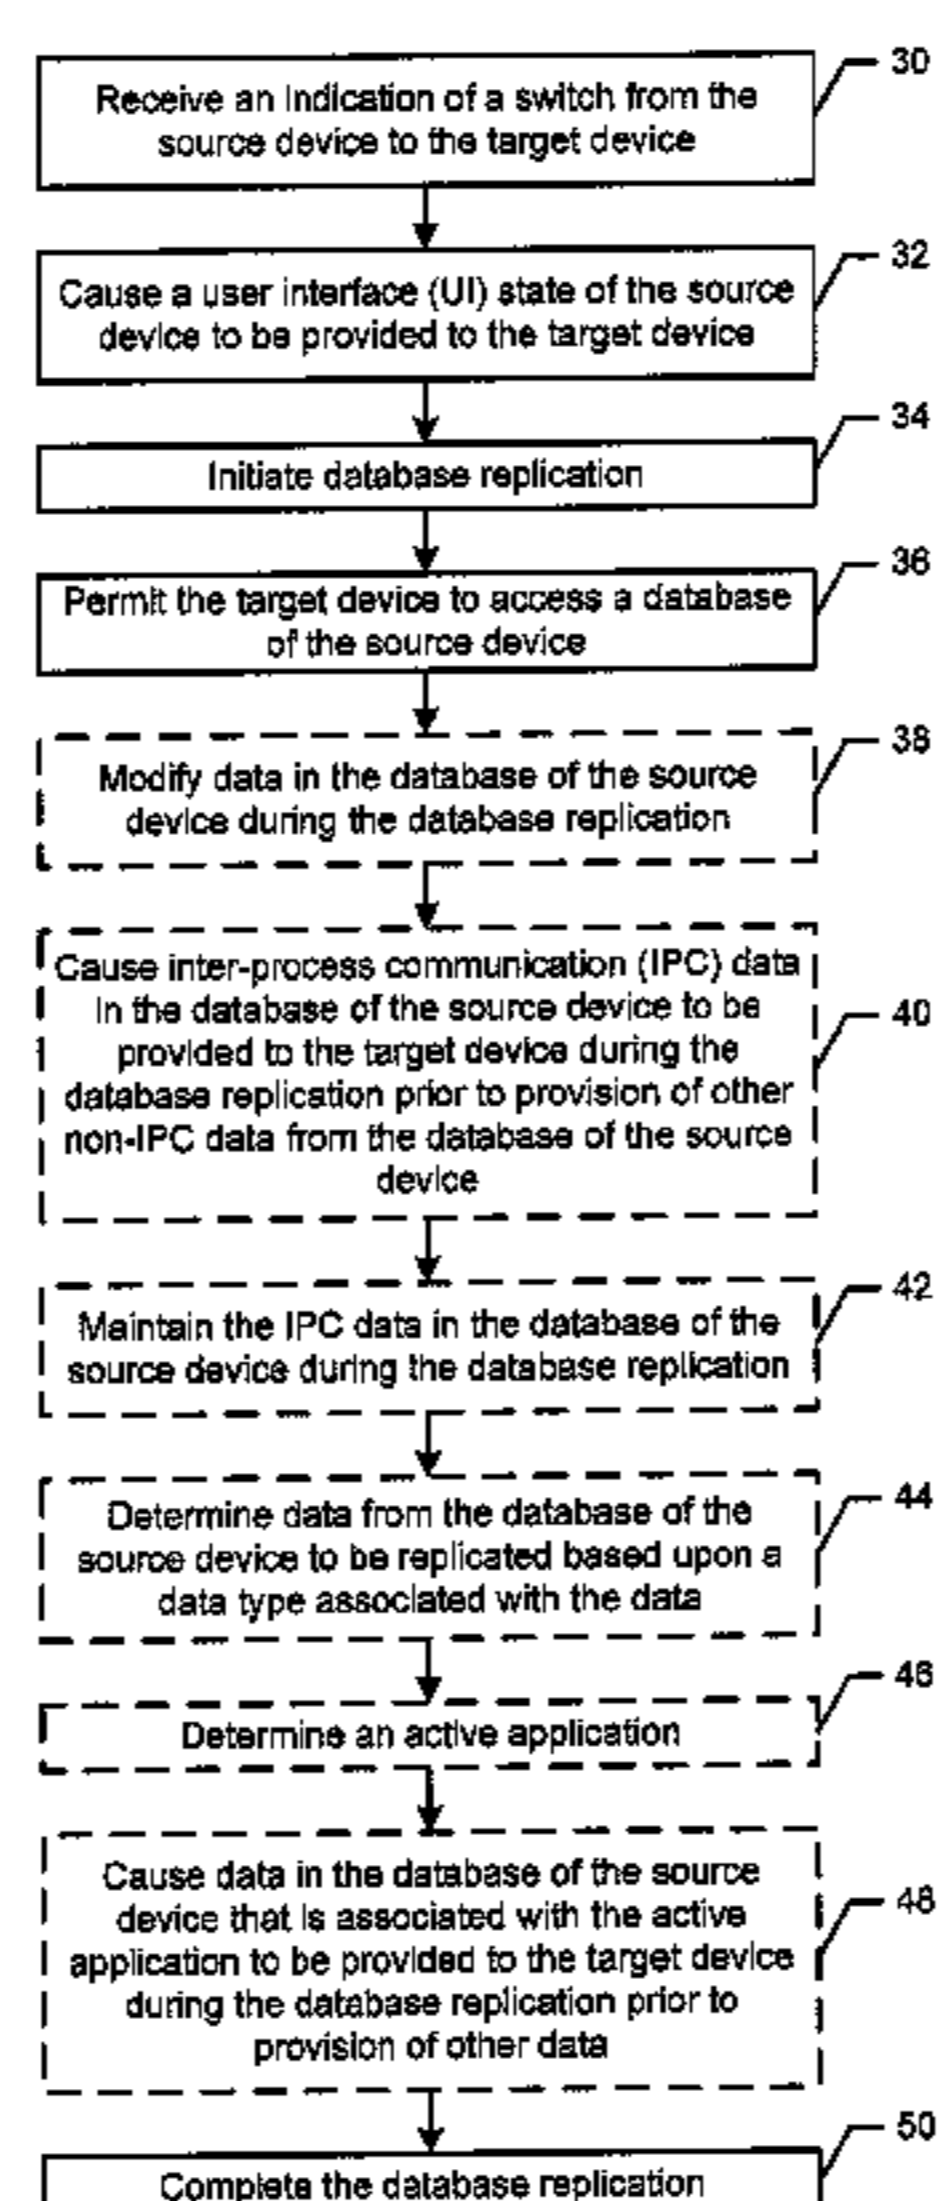 30
Receive an indication of a switch from the
source device to the target device
32
Cause a user interface (UI) state of the source
device to be provided to the target device
34
Initiate database replication
36
Permit the target device to access a database
of the source device
38
Modify data in the database of the source
device during the database replication
Cause inter-process communication (IPC) data
in the database of the source device to be
40
provided to the target device during the
database replication prior to provision of other
non-IPC data from the database of the source
device
42
Maintain the IPC data in the database of the
source device during the database replication
44
Determine data from the database of the
source device to be replicated based upon a
data type associated with the data
46
Determine an active application
Cause data in the database of the source
48
device that is associated with the active
application to be provided to the target device
during the database replication prior to
provision of other data
50
Complete the database replication